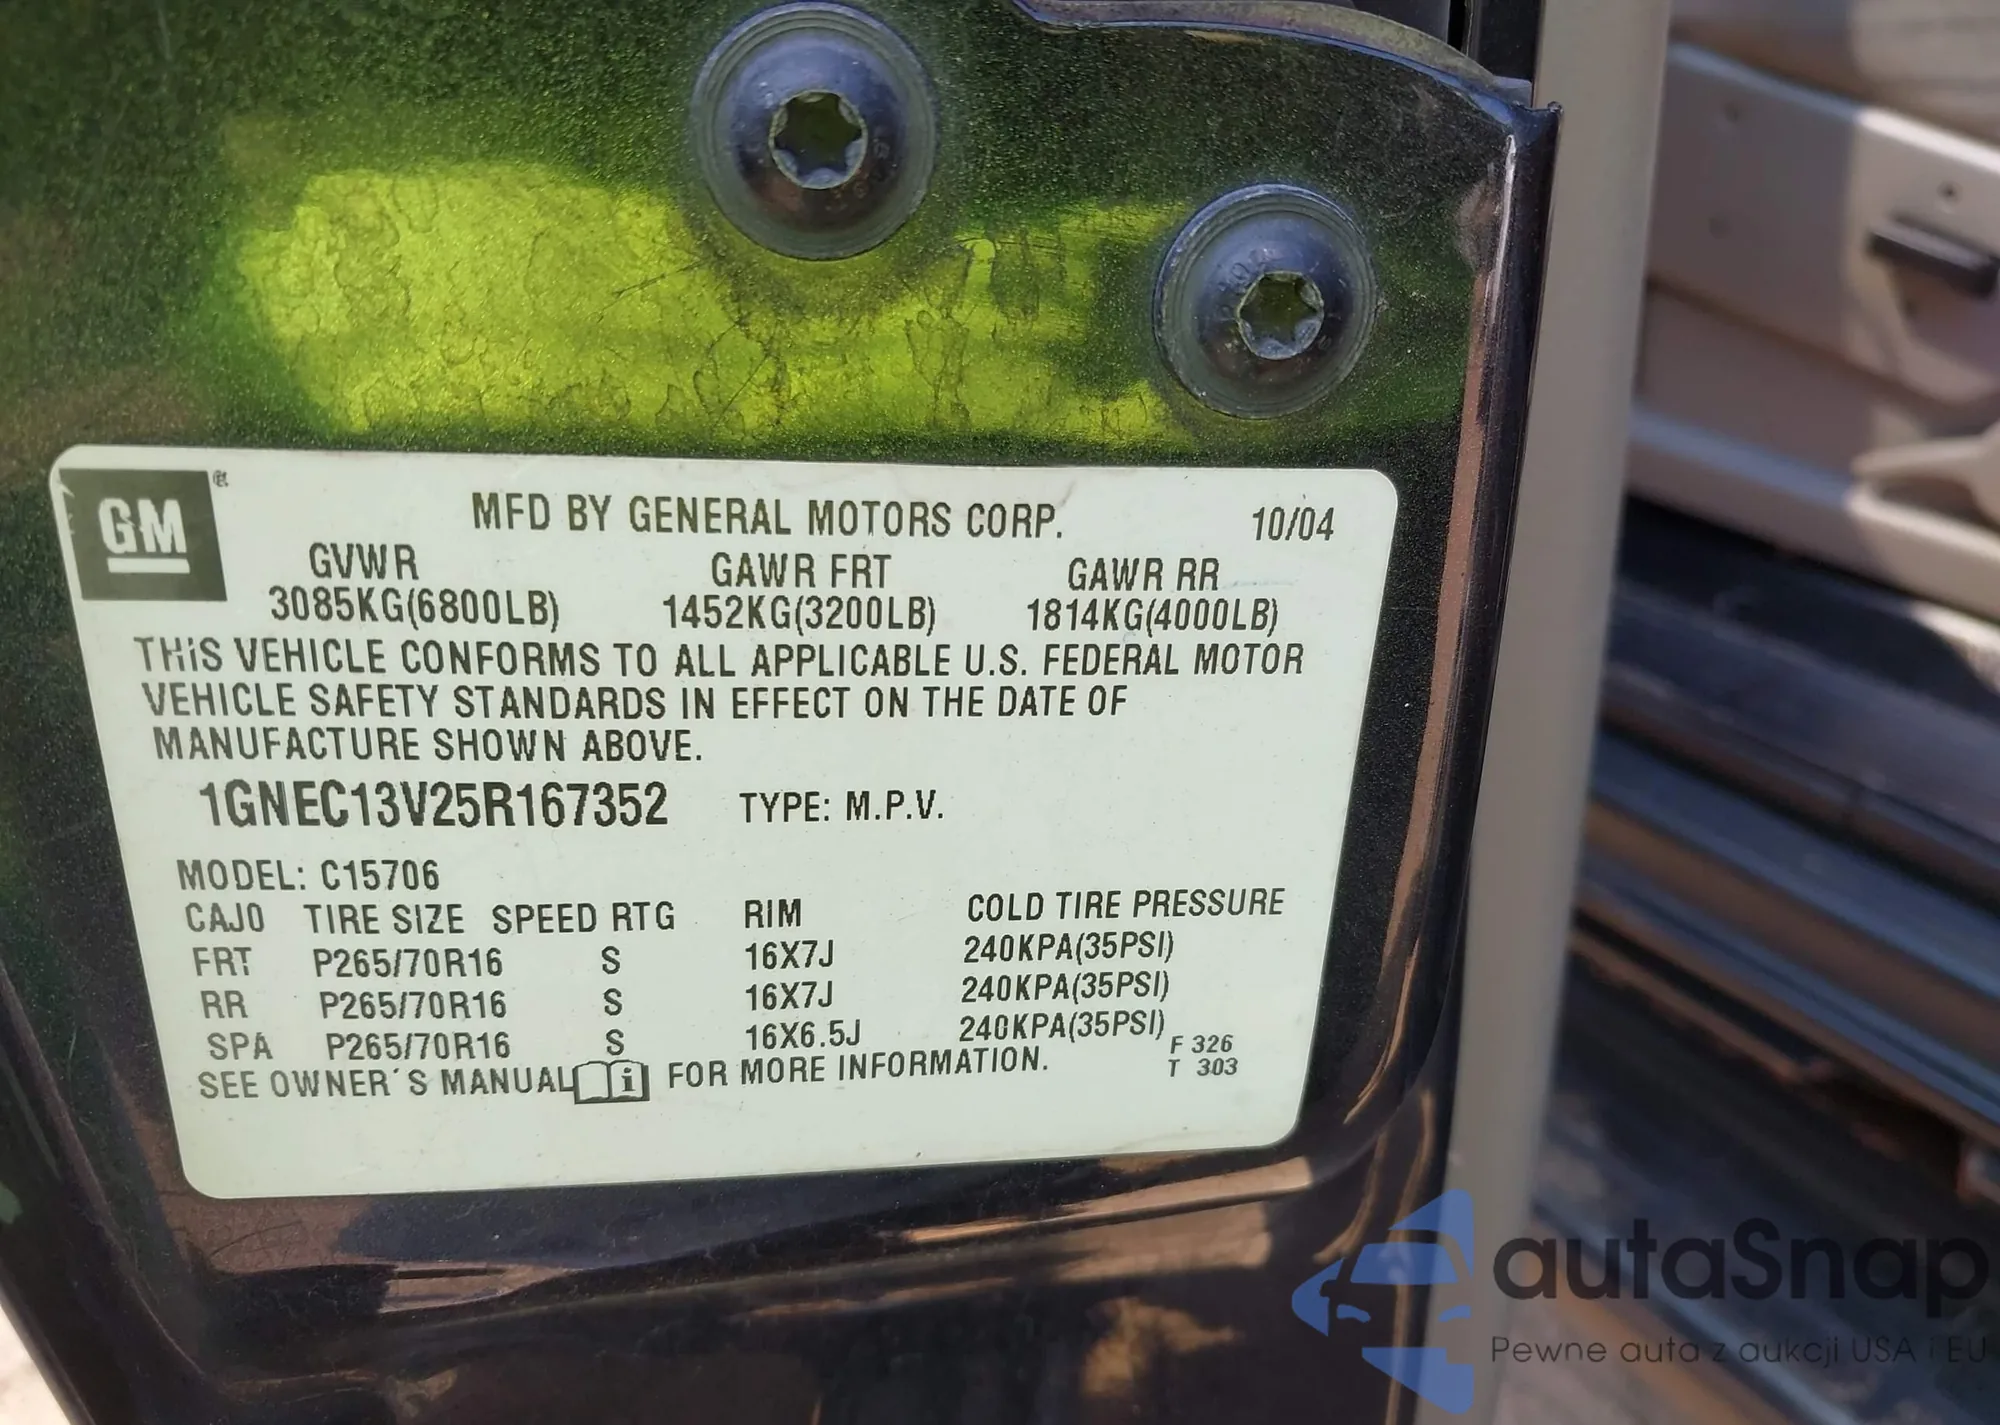 GM®
MFD BY GENERAL MOTORS CORP. 10/04
GVWR GAWR FRT GAWR RR
3085KG(6800LB) 1452KG(3200LB) 1814KG(4000LB)
THIS VEHICLE CONFORMS TO ALL APPLICABLE U.S. FEDERAL MOTOR
VEHICLE SAFETY STANDARDS IN EFFECT ON THE DATE OF
MANUFACTURE SHOWN ABOVE.
1GNEC13V25R167352 TYPE: M.P.V.
MODEL: C15706
CAJ0 TIRE SIZE SPEED RTG RIM COLD TIRE PRESSURE
FRT P265/70R16 S 16X7J 240KPA(35PSI)
RR P265/70R16 S 16X7J 240KPA(35PSI)
SPA P265/70R16 S 16X6.5J 240KPA(35PSI)
SEE OWNER´S MANUAL i FOR MORE INFORMATION.
F 326
T 303
autaSnap
Pewne auta z aukcji USA i EU